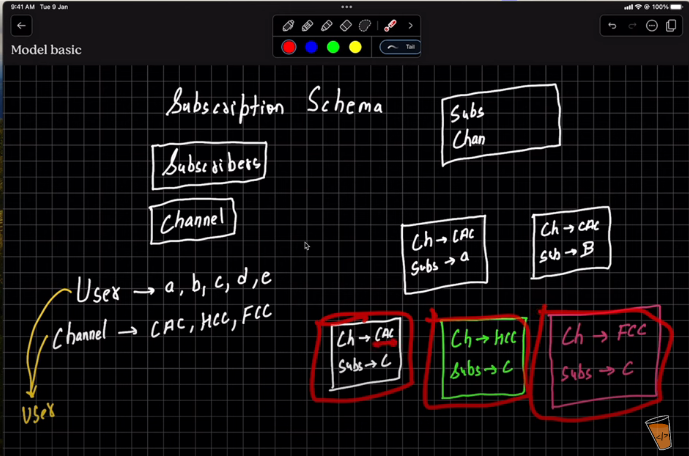 9:41 AM Tue 9 Jan
100%
Model basic
Tail
Subscription Schema
Subs
Chan
Subscribers
Channel
Ch → CAC
Subs → a
Ch → CAC
Sub → B
User → a, b, c, d, e
Channel → CAC, HCC, FCC
Ch → CAC
Subs → C
Ch → HCC
Subs → C
Ch → FCC
Subs → C
User